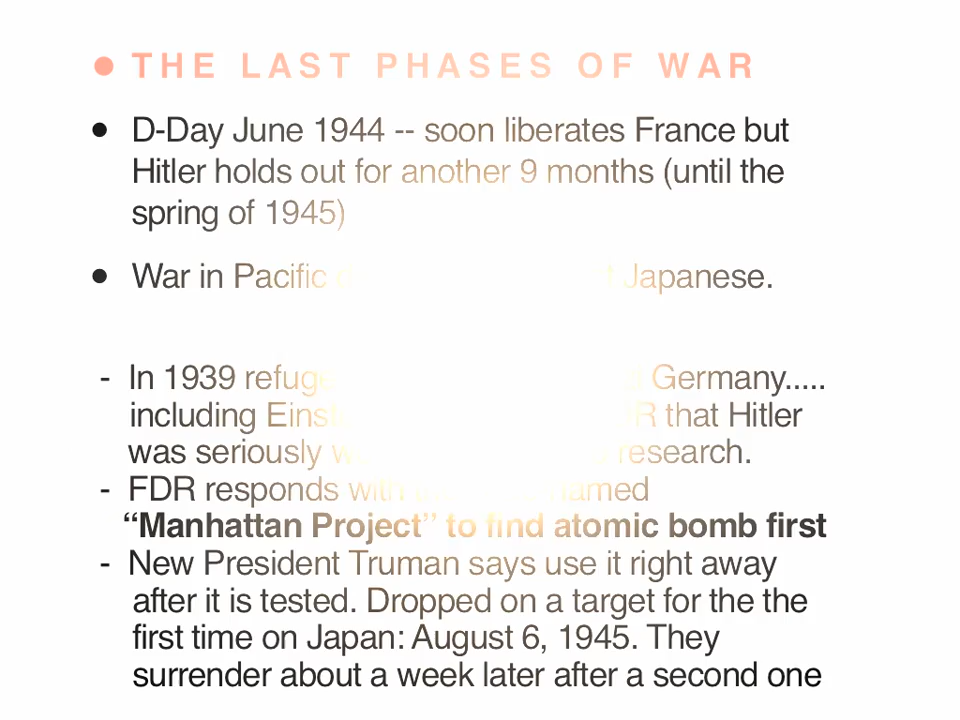 ● THE LAST PHASES OF WAR
● D-Day June 1944 -- soon liberates France but
Hitler holds out for another 9 months (until the
spring of 1945)
● War in Pacific Japanese.
- In 1939 Germany.....
including that Hitler
was seriously research.
- FDR responds with named
“Manhattan Project” to find atomic bomb first
- New President Truman says use it right away
after it is tested. Dropped on a target for the the
first time on Japan: August 6, 1945. They
surrender about a week later after a second one